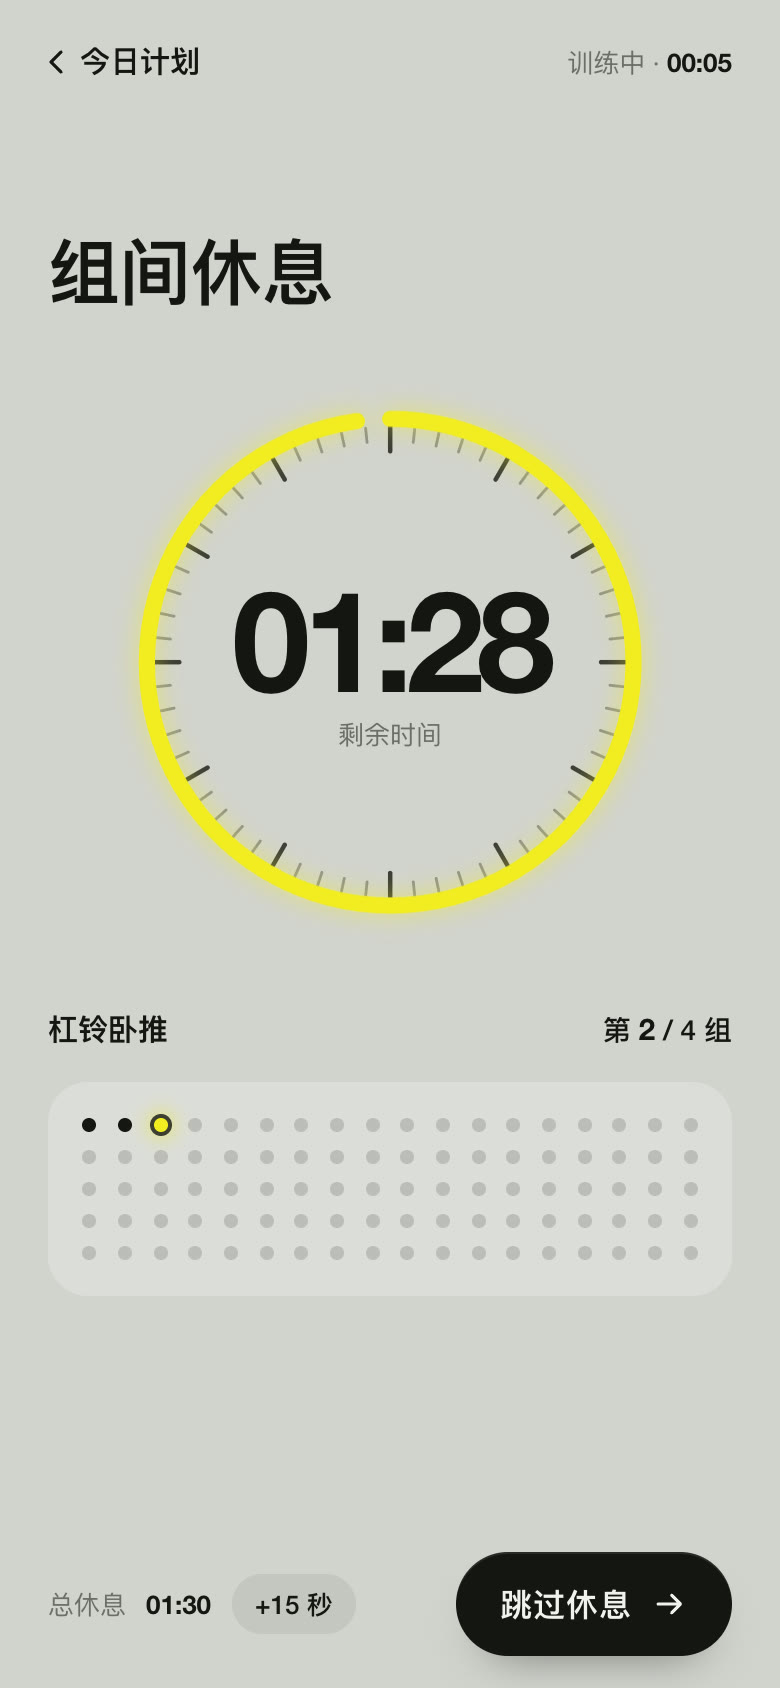 今日计划
训练中 · 00:05
组间休息
01:28
剩余时间
杠铃卧推
第 2 / 4 组
总休息 01:30 +15 秒
跳过休息 →